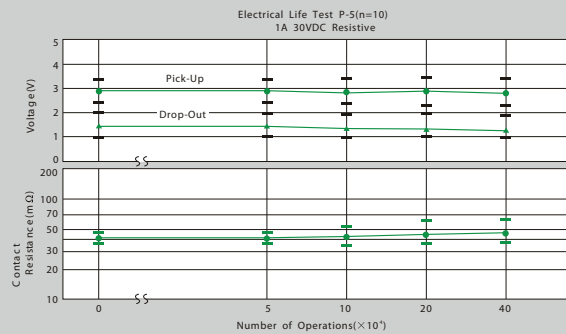 Electrical Life Test P-5(n=10)
1A 30VDC Resistive
Voltage(V)
5
4
3
2
1
0
Pick-Up
Drop-Out
Contact
Resistance(mΩ)
200
100
70
50
30
20
10
0
5
10
20
40
Number of Operations(×10⁴)